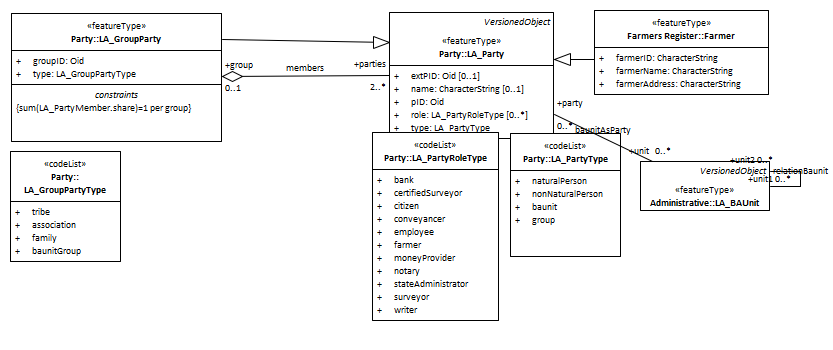 «featureType»
Party::LA_GroupParty
+ groupID: Oid
+ type: LA_GroupPartyType
constraints
{sum(LA_PartyMember.share)=1 per group}
+group
0..1
members
+parties
2..*
VersionedObject
«featureType»
Party::LA_Party
+ extPID: Oid [0..1]
+ name: CharacterString [0..1]
+ pID: Oid
+ role: LA_PartyRoleType [0..*]
+ type: LA_PartyType
«featureType»
Farmers Register::Farmer
+ farmerID: CharacterString
+ farmerName: CharacterString
+ farmerAddress: CharacterString
+party
0..*
baunitAsParty
+unit 0..*
+unit2 0..*
relationBaunit
+unit1 0..*
VersionedObject
«featureType»
Administrative::LA_BAUnit
«codeList»
Party::
LA_GroupPartyType
+ tribe
+ association
+ family
+ baunitGroup
«codeList»
Party::LA_PartyRoleType
+ bank
+ certifiedSurveyor
+ citizen
+ conveyancer
+ employee
+ farmer
+ moneyProvider
+ notary
+ stateAdministrator
+ surveyor
+ writer
«codeList»
Party::LA_PartyType
+ naturalPerson
+ nonNaturalPerson
+ baunit
+ group